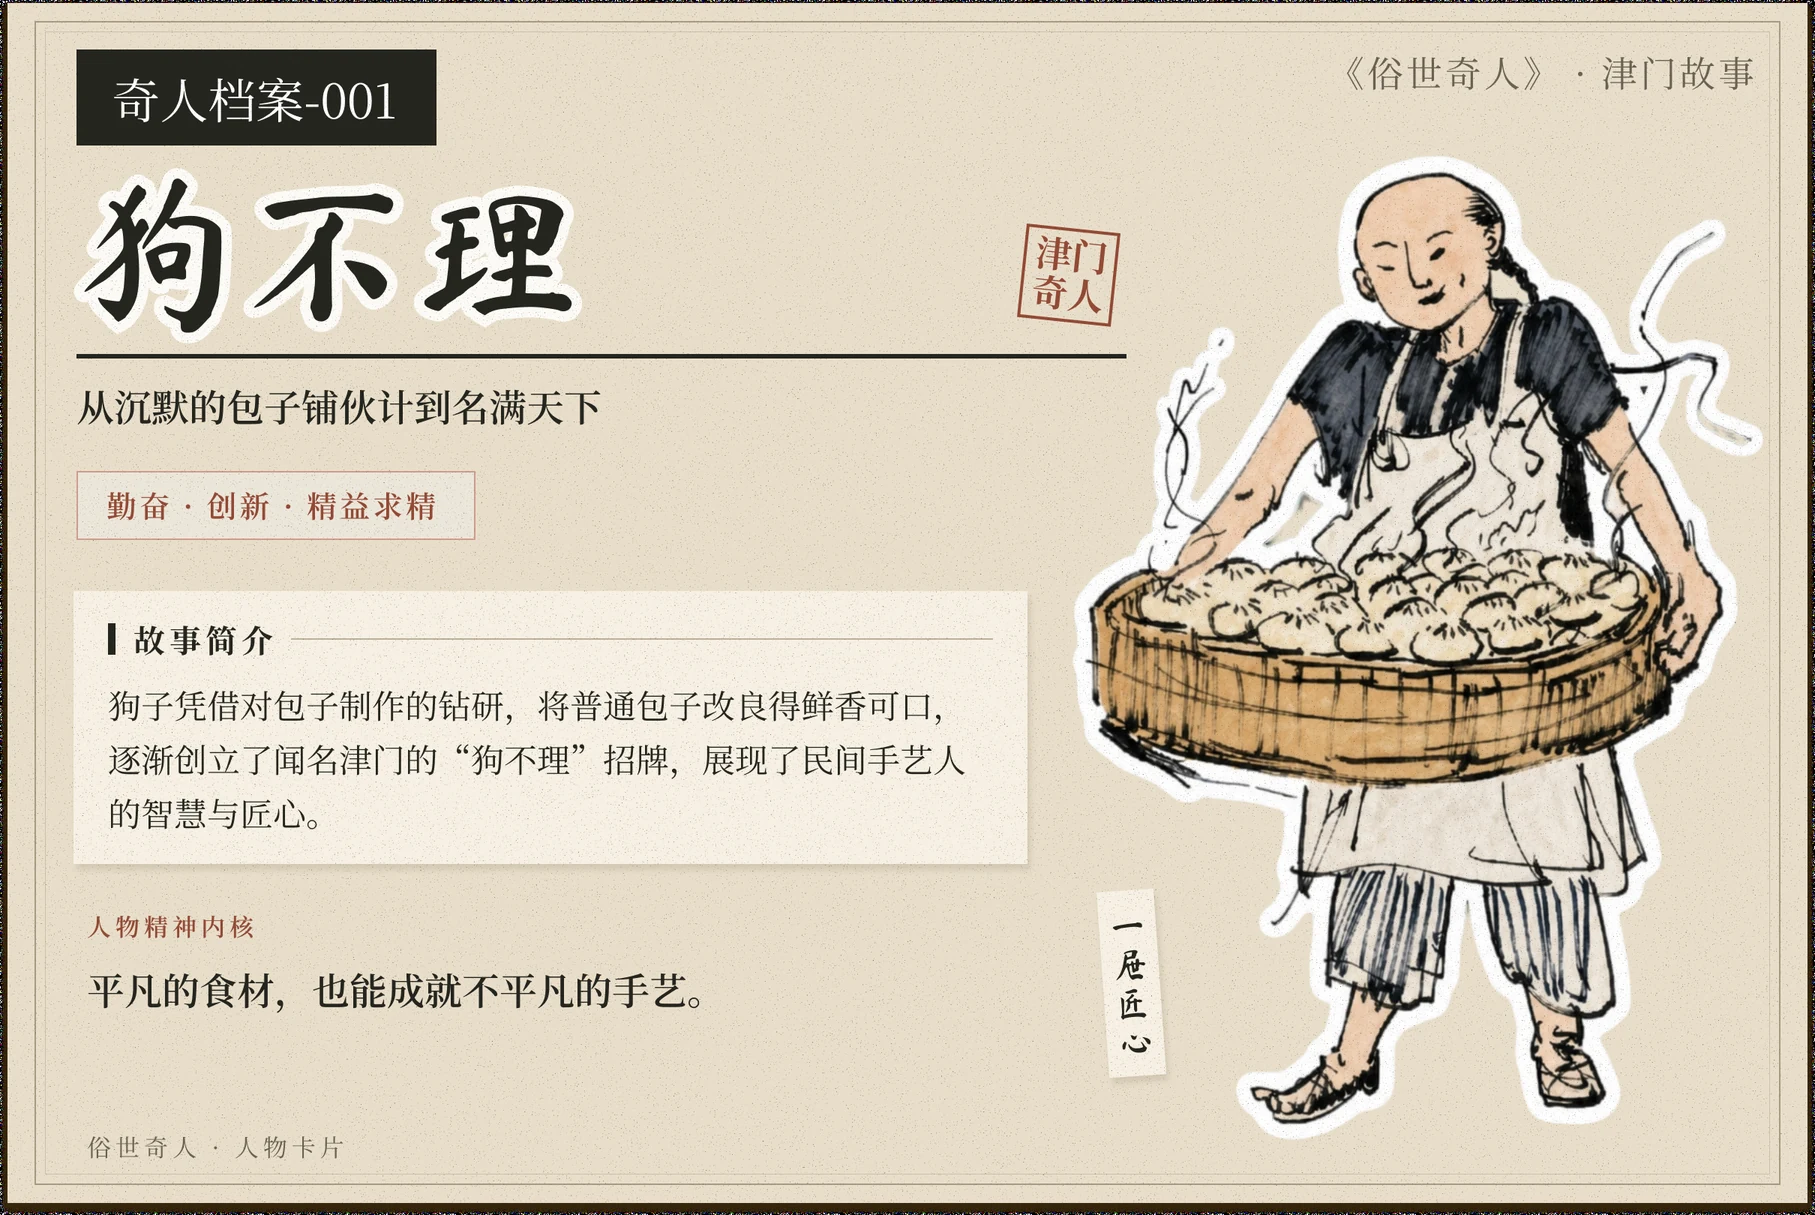 奇人档案-001
《俗世奇人》 · 津门故事
狗不理
津门
奇人
从沉默的包子铺伙计到名满天下
勤奋 · 创新 · 精益求精
故事简介
狗子凭借对包子制作的钻研，将普通包子改良得鲜香可口，
逐渐创立了闻名津门的“狗不理”招牌，展现了民间手艺人
的智慧与匠心。
人物精神内核
平凡的食材，也能成就不平凡的手艺。
一屉匠心
俗世奇人 · 人物卡片